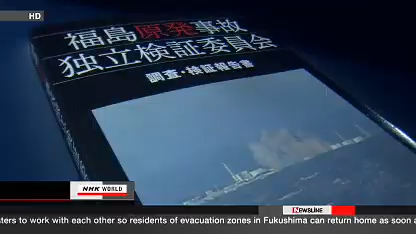 HD
福島原発事故
独立検証委員会
調査・検証報告書
NHK WORLD
NEWSLINE
sters to work with each other so residents of evacuation zones in Fukushima can return home as soon a